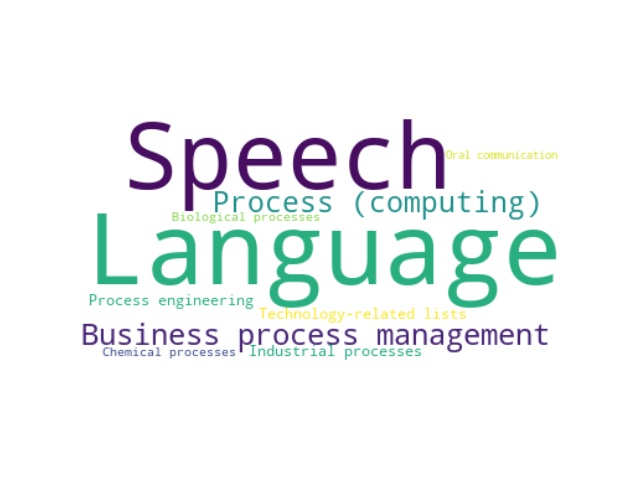 Speech
Oral communication
Process (computing)
Biological processes
Language
Process engineering
Technology-related lists
Business process management
Chemical processes
Industrial processes